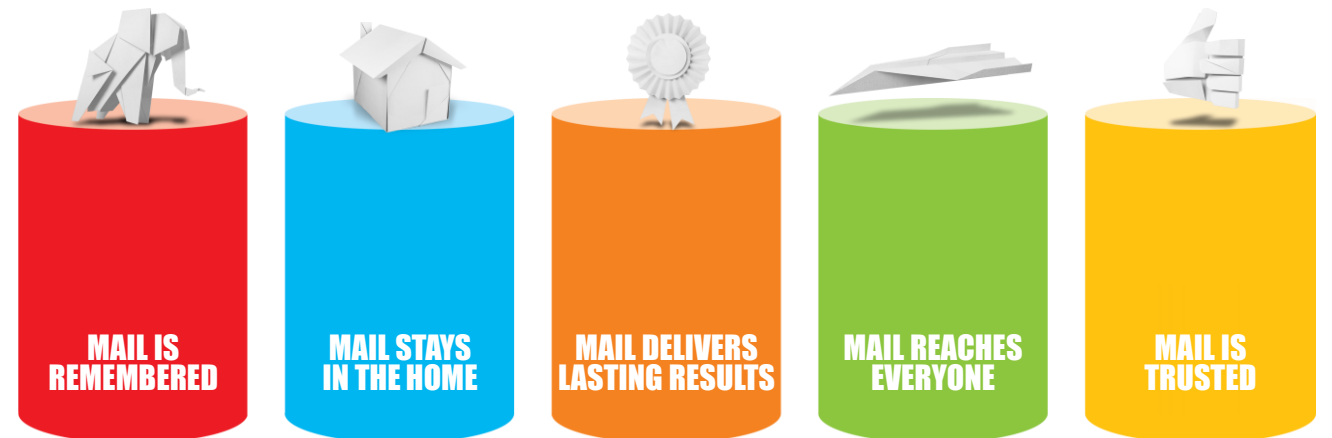 MAIL IS
REMEMBERED
MAIL STAYS
IN THE HOME
MAIL DELIVERS
LASTING RESULTS
MAIL REACHES
EVERYONE
MAIL IS
TRUSTED